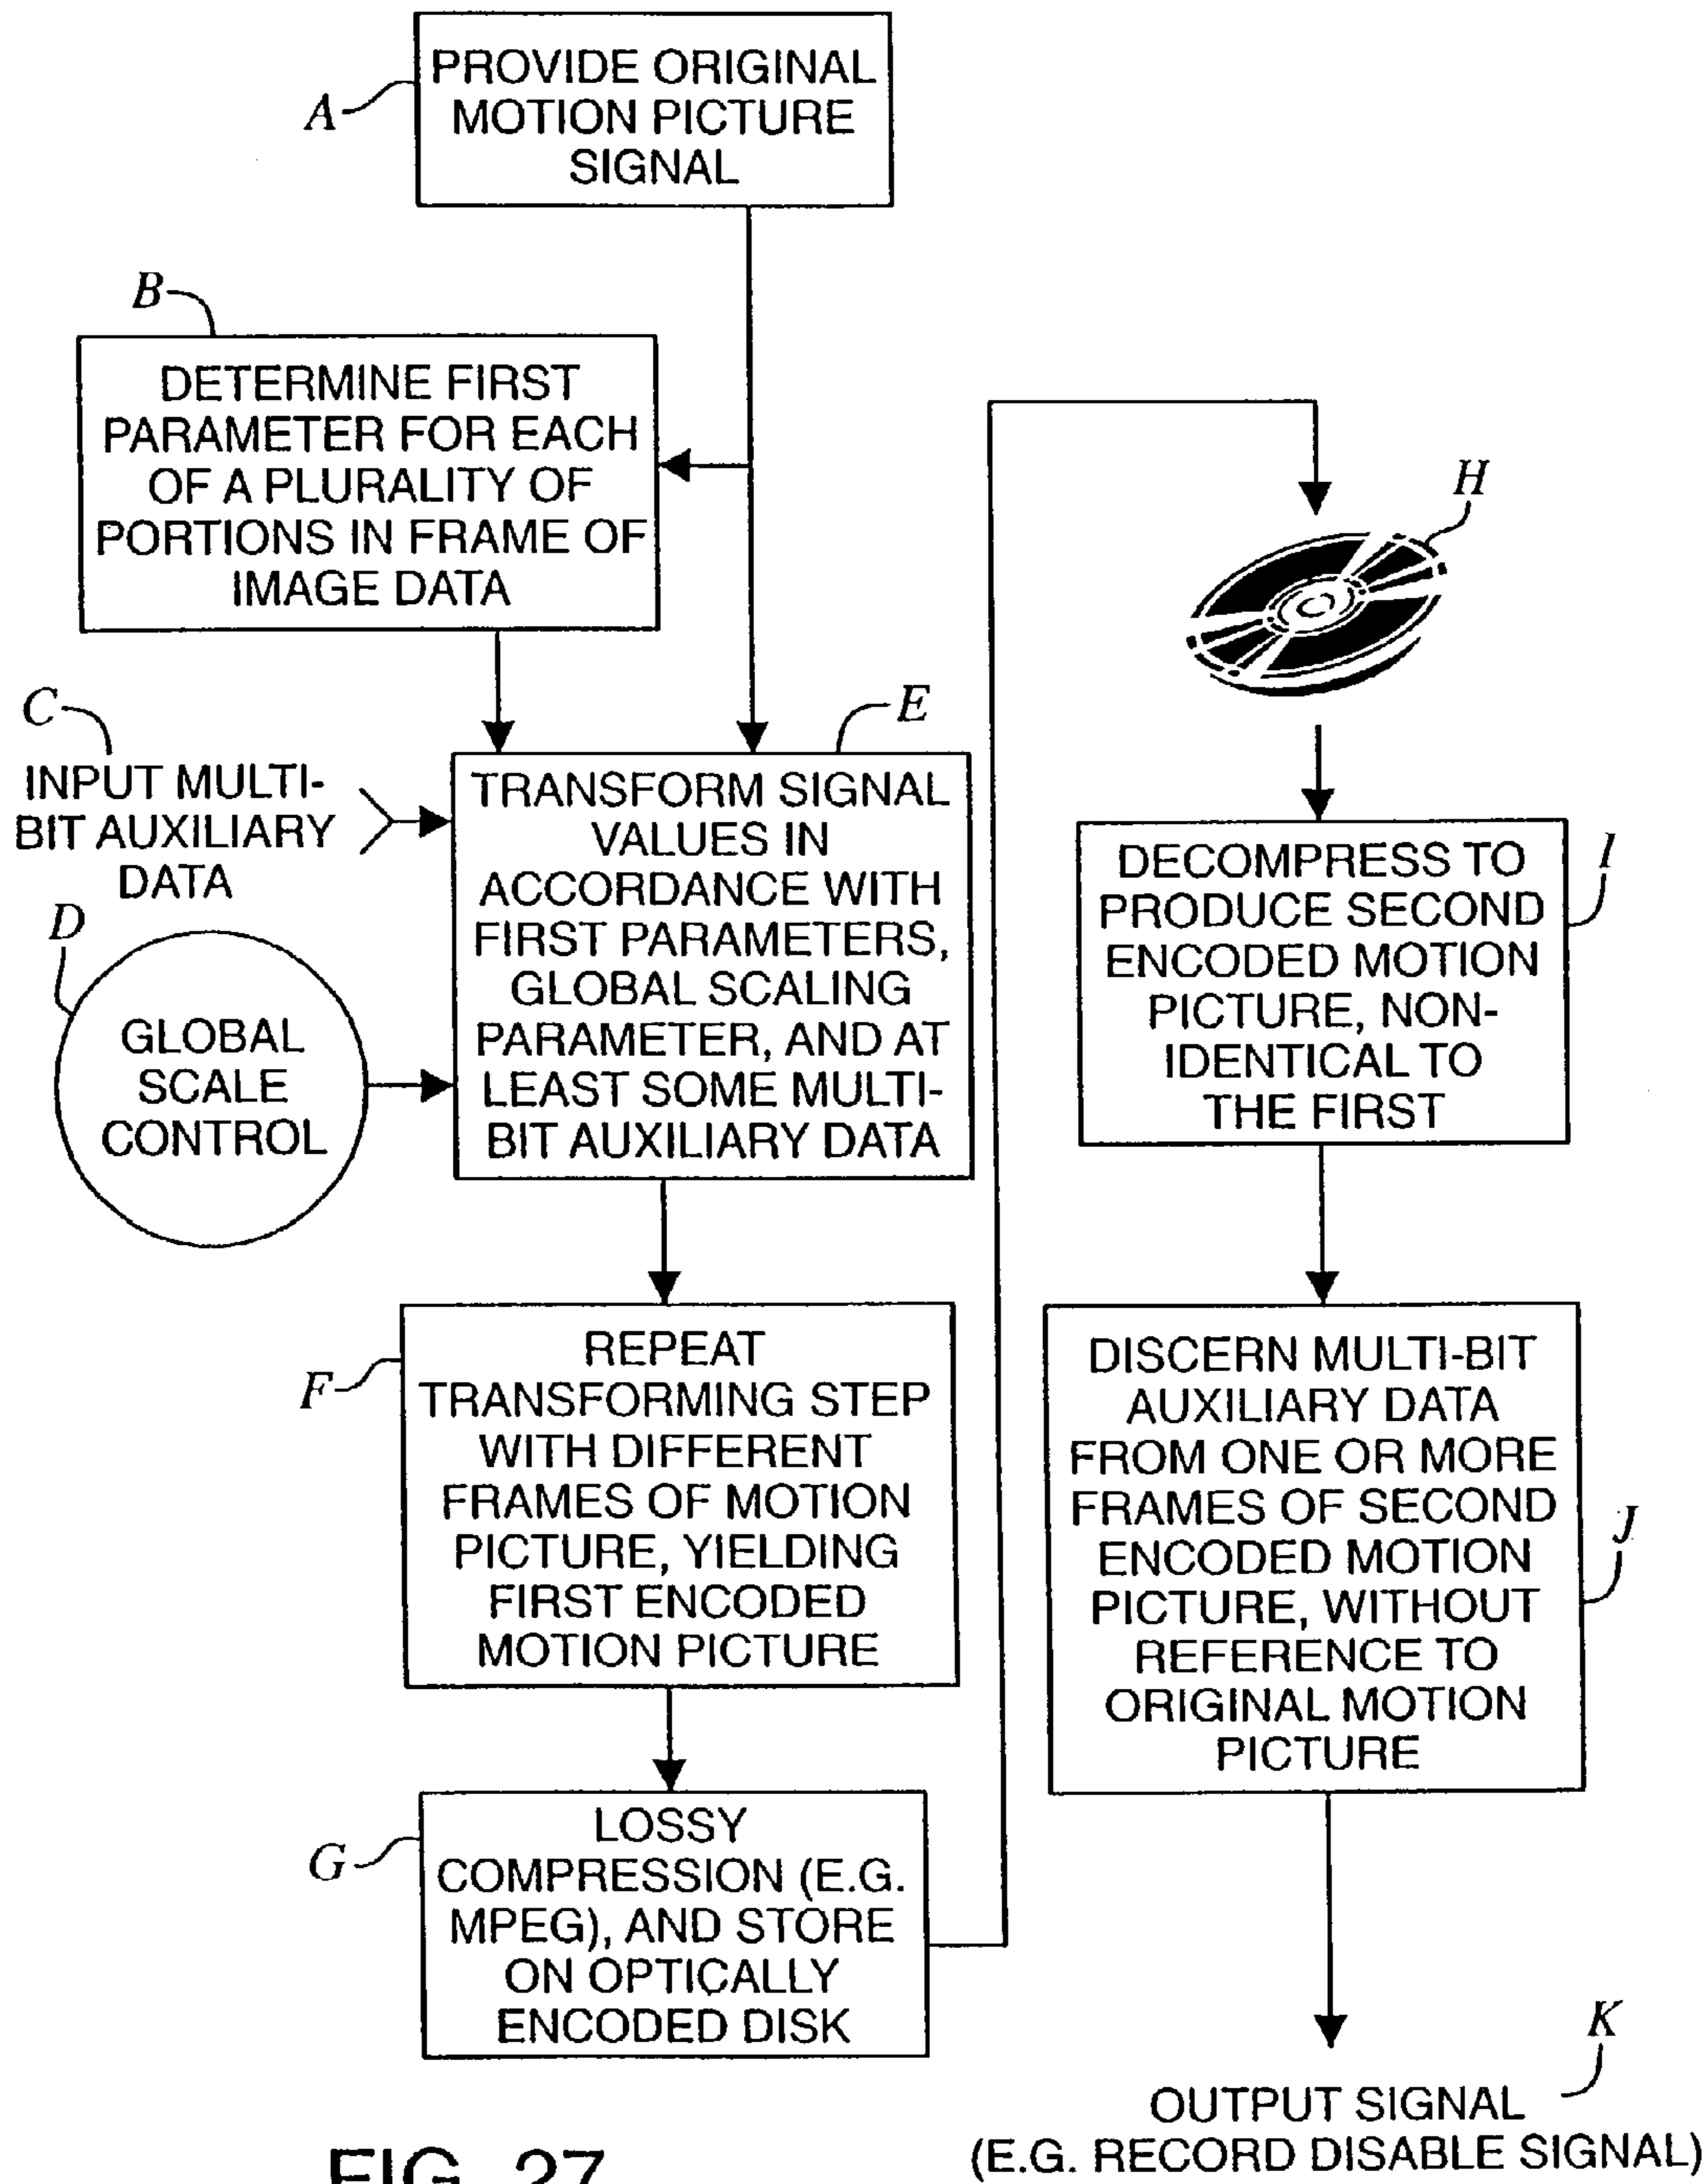 A
PROVIDE ORIGINAL
MOTION PICTURE
SIGNAL
B
DETERMINE FIRST
PARAMETER FOR EACH
OF A PLURALITY OF
PORTIONS IN FRAME OF
IMAGE DATA
C
INPUT MULTI-
BIT AUXILIARY
DATA
D
GLOBAL
SCALE
CONTROL
E
TRANSFORM SIGNAL
VALUES IN
ACCORDANCE WITH
FIRST PARAMETERS,
GLOBAL SCALING
PARAMETER, AND AT
LEAST SOME MULTI-
BIT AUXILIARY DATA
F
REPEAT
TRANSFORMING STEP
WITH DIFFERENT
FRAMES OF MOTION
PICTURE, YIELDING
FIRST ENCODED
MOTION PICTURE
G
LOSSY
COMPRESSION (E.G.
MPEG), AND STORE
ON OPTICALLY
ENCODED DISK
H
I
DECOMPRESS TO
PRODUCE SECOND
ENCODED MOTION
PICTURE, NON-
IDENTICAL TO
THE FIRST
J
DISCERN MULTI-BIT
AUXILIARY DATA
FROM ONE OR MORE
FRAMES OF SECOND
ENCODED MOTION
PICTURE, WITHOUT
REFERENCE TO
ORIGINAL MOTION
PICTURE
K
OUTPUT SIGNAL
(E.G. RECORD DISABLE SIGNAL)
FIG. 27